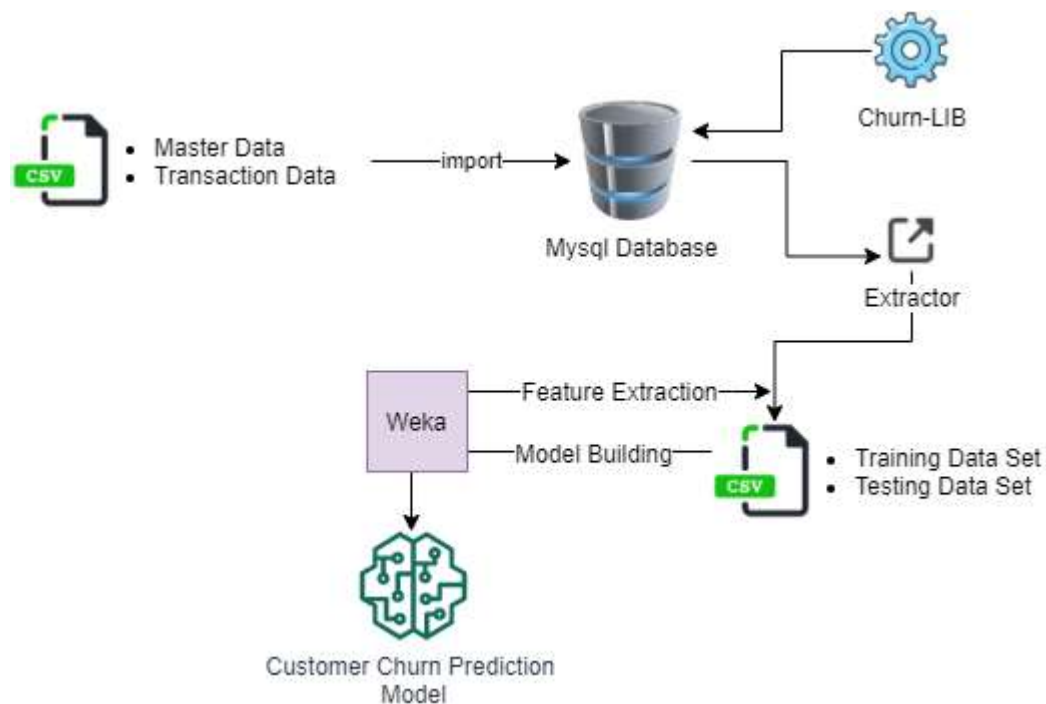 Churn-LIB
CSV
Master Data
Transaction Data
import
Mysql Database
Extractor
Weka
Feature Extraction
Model Building
CSV
Training Data Set
Testing Data Set
Customer Churn Prediction
Model